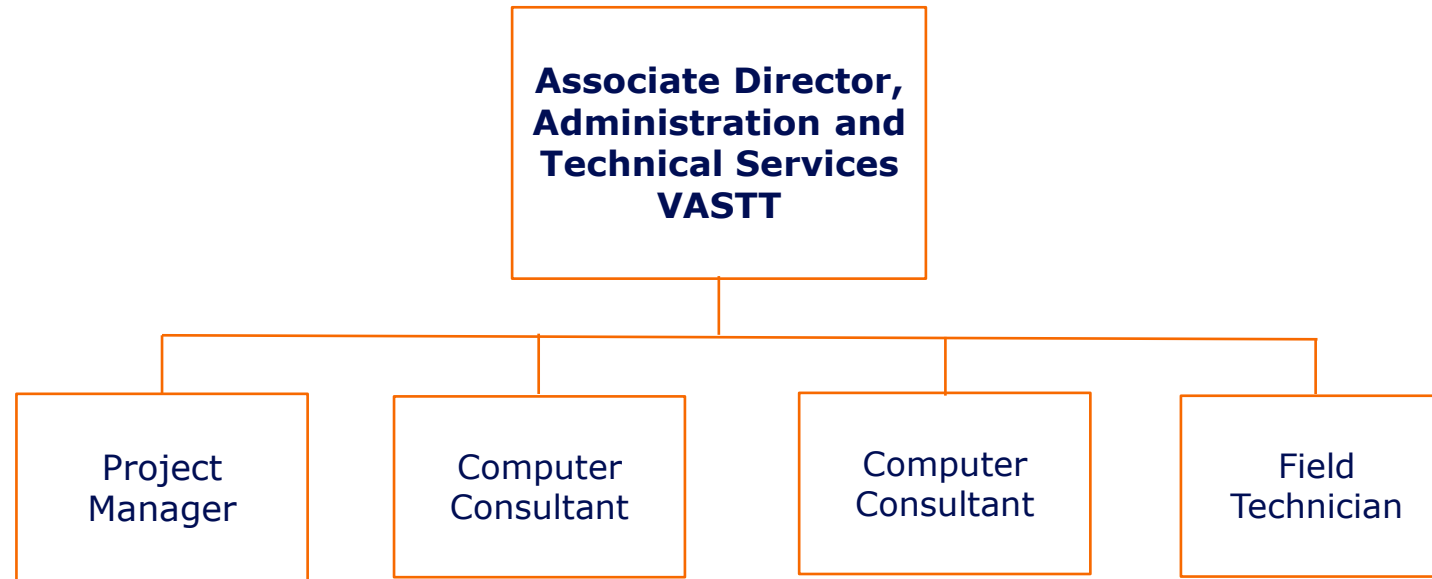 Associate Director,
Administration and
Technical Services
VASTT
Project
Manager
Computer
Consultant
Computer
Consultant
Field
Technician